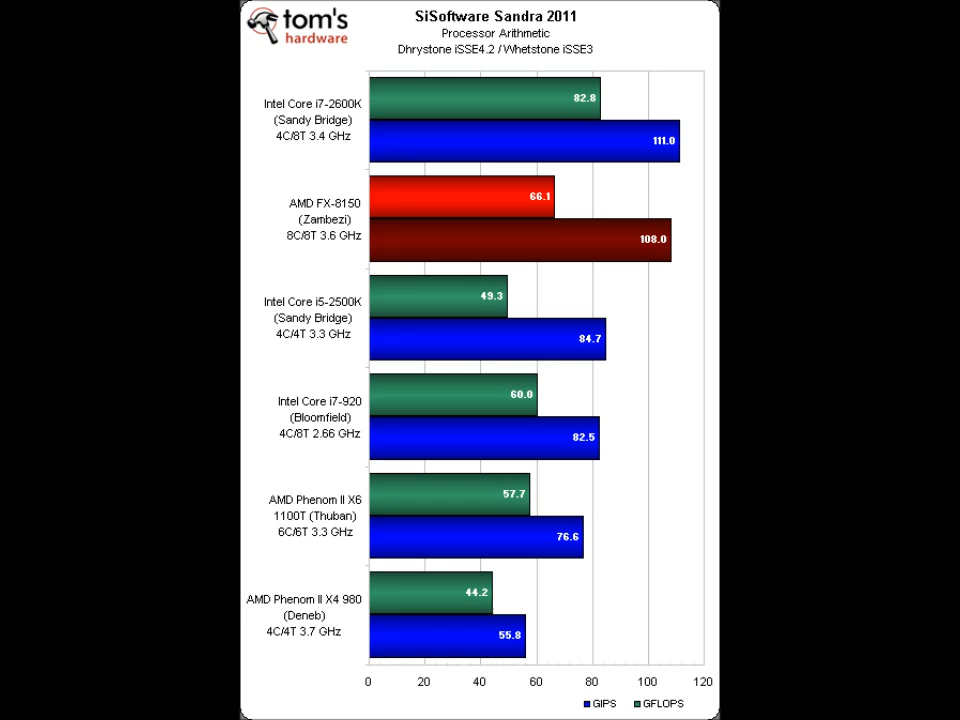 tom's
hardware
SiSoftware Sandra 2011
Processor Arithmetic
Dhrystone iSSE4.2 / Whetstone iSSE3
Intel Core i7-2600K
(Sandy Bridge)
4C/8T 3.4 GHz
82.8
111.0
AMD FX-8150
(Zambezi)
8C/8T 3.6 GHz
66.1
108.0
Intel Core i5-2500K
(Sandy Bridge)
4C/4T 3.3 GHz
49.3
84.7
Intel Core i7-920
(Bloomfield)
4C/8T 2.66 GHz
60.0
82.5
AMD Phenom II X6
1100T (Thuban)
6C/6T 3.3 GHz
57.7
76.6
AMD Phenom II X4 980
(Deneb)
4C/4T 3.7 GHz
44.2
55.8
0 20 40 60 80 100 120
GIPS GFLOPS